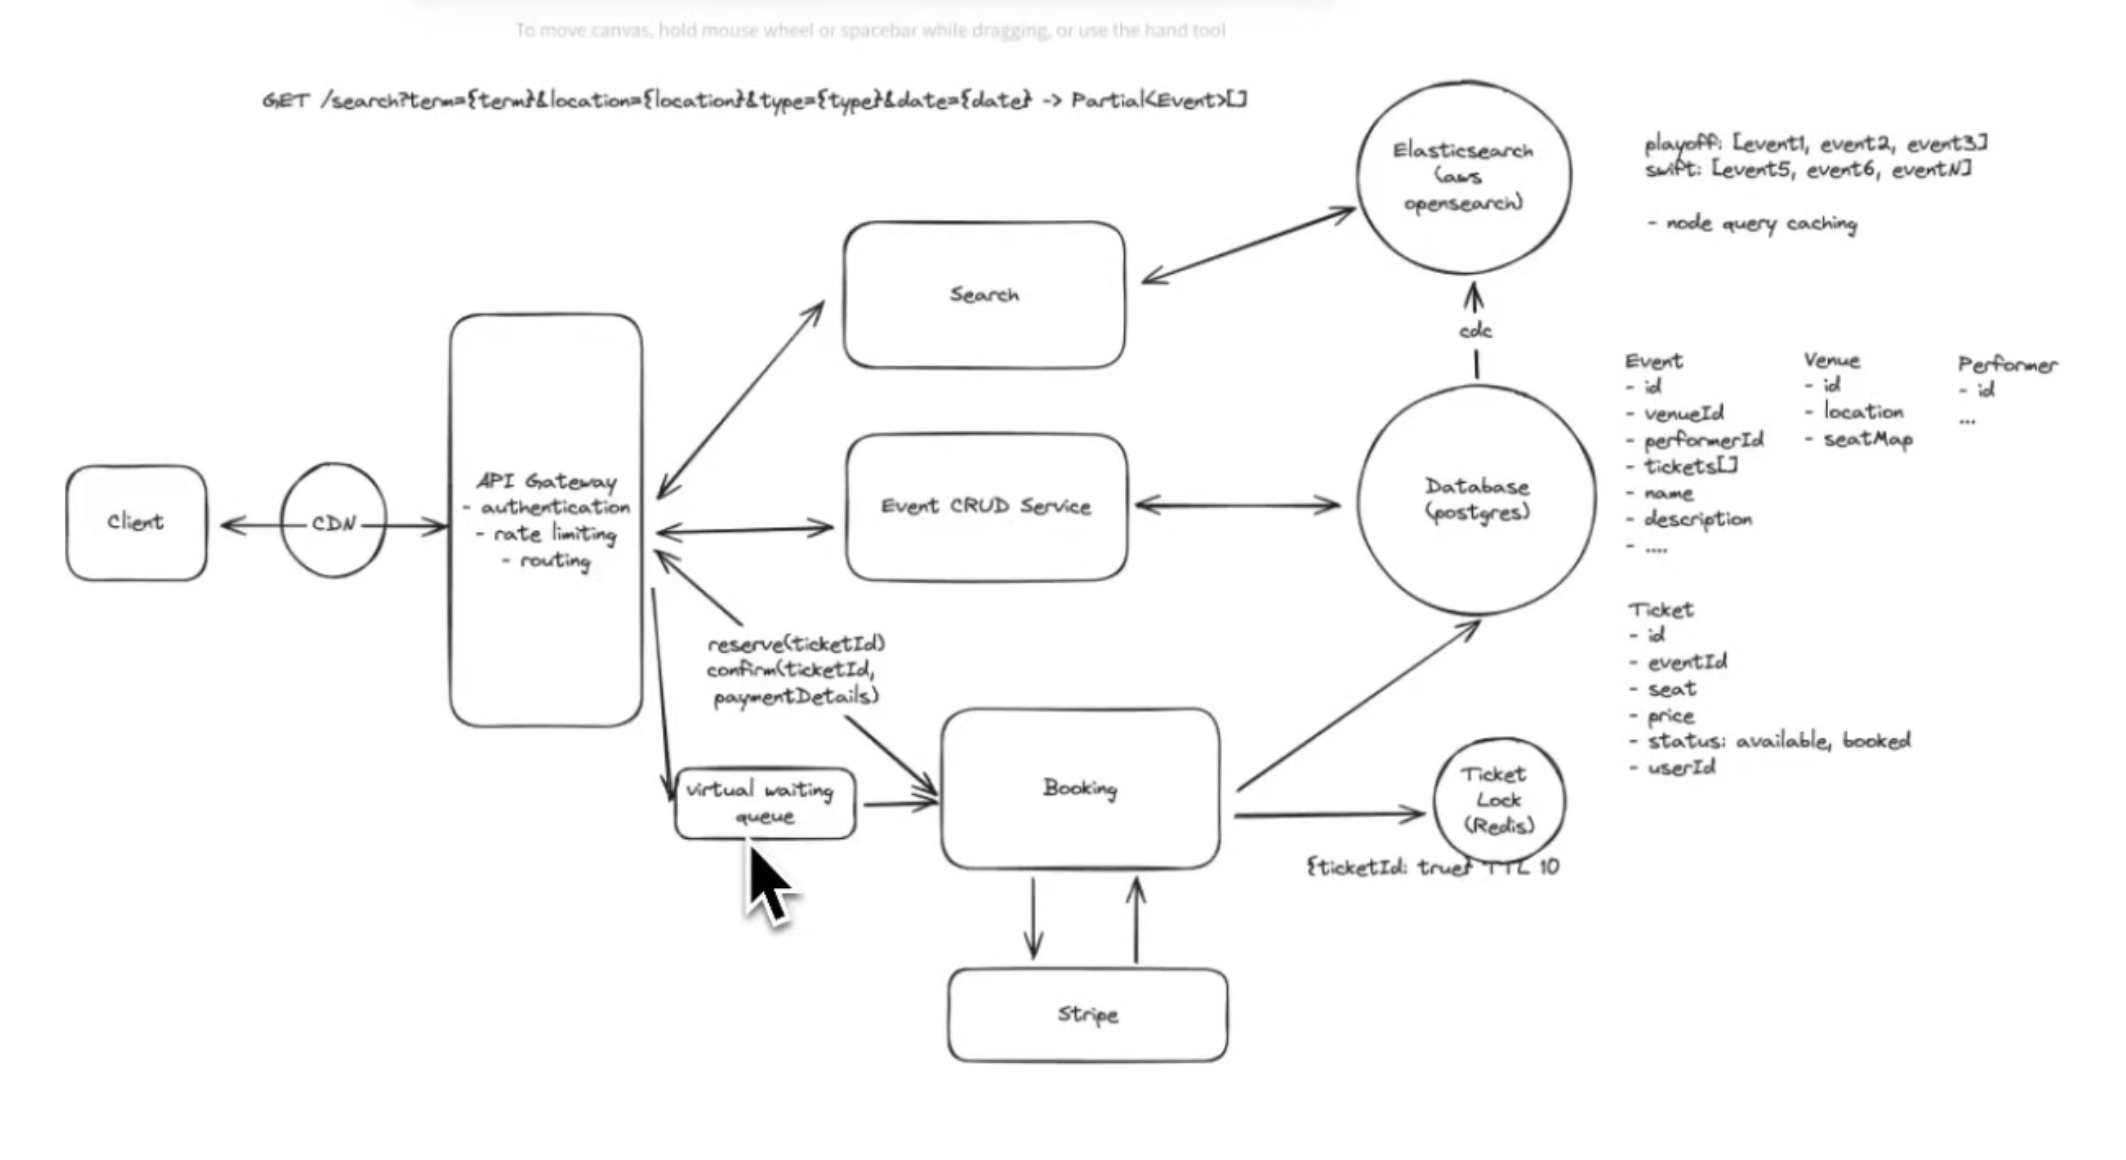 To move canvas, hold mouse wheel or spacebar while dragging, or use the hand tool
GET /search?term={term}&location={location}&type={type}&date={date} -> Partial<Event>[]
Elasticsearch
(aws
opensearch)
playoff: [event1, event2, event3]
swift: [event5, event6, eventN]
- node query caching
Search
cdc
Client
CDN
API Gateway
- authentication
- rate limiting
- routing
Event CRUD Service
Database
(postgres)
Event
- id
- venueId
- performerId
- tickets[]
- name
- description
- ....
Venue
- id
- location
- seatMap
Performer
- id
...
Ticket
- id
- eventId
- seat
- price
- status: available, booked
- userId
reserve(ticketId)
confirm(ticketId,
paymentDetails)
virtual waiting
queue
Booking
Ticket
Lock
(Redis)
{ticketId: true} TTL 10
Stripe